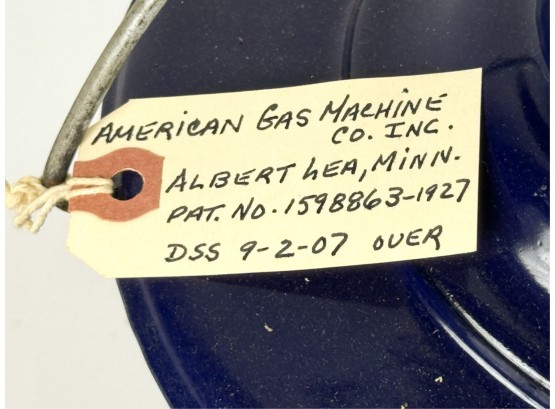 AMERICAN GAS MACHINE
CO. INC.
ALBERT LEA, MINN.
PAT. NO. 1598863-1927
DSS 9-2-07 OVER